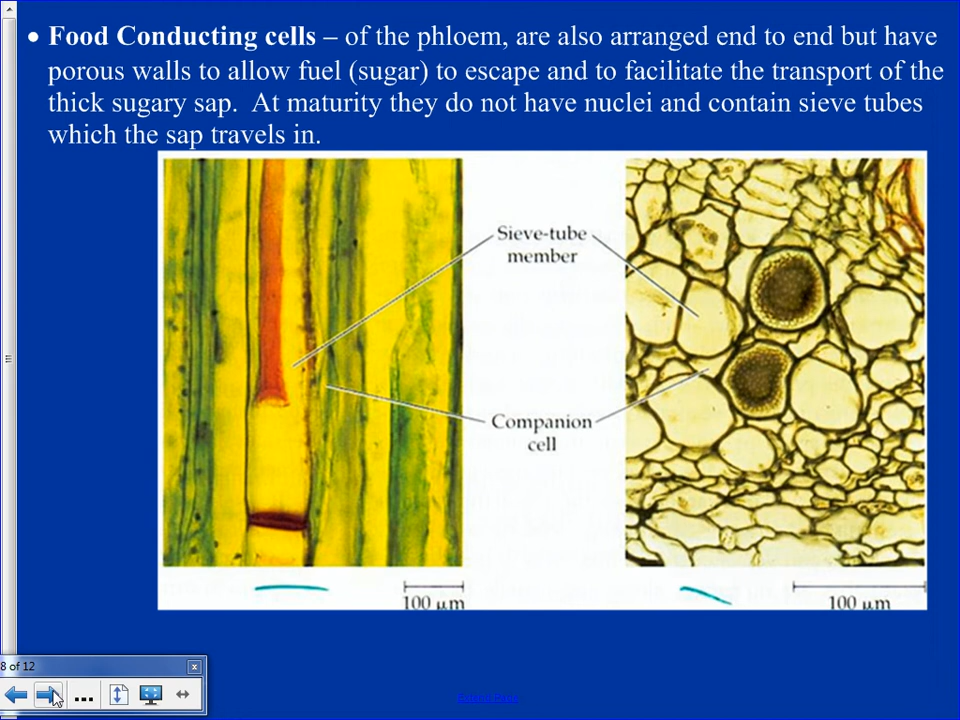 • Food Conducting cells – of the phloem, are also arranged end to end but have
porous walls to allow fuel (sugar) to escape and to facilitate the transport of the
thick sugary sap.  At maturity they do not have nuclei and contain sieve tubes
which the sap travels in.
Sieve-tube
member
Companion
cell
100 μm
100 μm
8 of 12
Extend Page